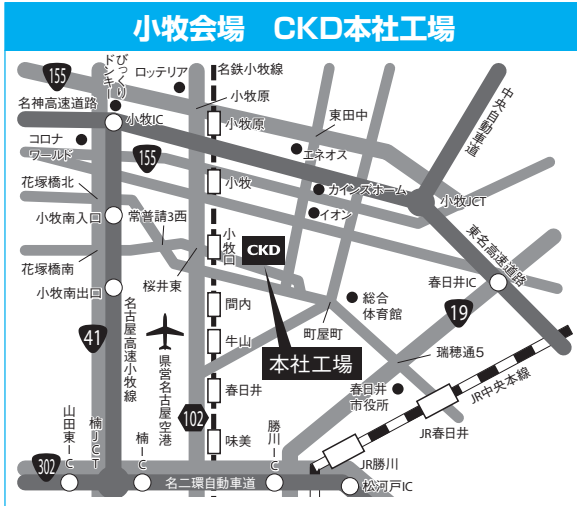 小牧会場 CKD本社工場
155
びっくり
ドンキー
ロッテリア
名鉄小牧線
小牧原
名神高速道路
小牧IC
小牧原
東田中
中央自動車道
コロナ
ワールド
155
エネオス
花塚橋北
小牧
カインズホーム
小牧JCT
小牧南入口
常普請3西
イオン
小牧口
CKD
東名高速道路
花塚橋南
桜井東
春日井IC
小牧南出口
名古屋高速小牧線
間内
総合
体育館
19
41
県営名古屋空港
牛山
町屋町
瑞穂通5
本社工場
春日井
春日井
市役所
JR中央本線
102
山田東IC
楠JCT
楠IC
味美
勝川IC
JR春日井
302
JR勝川
名二環自動車道
松河戸IC